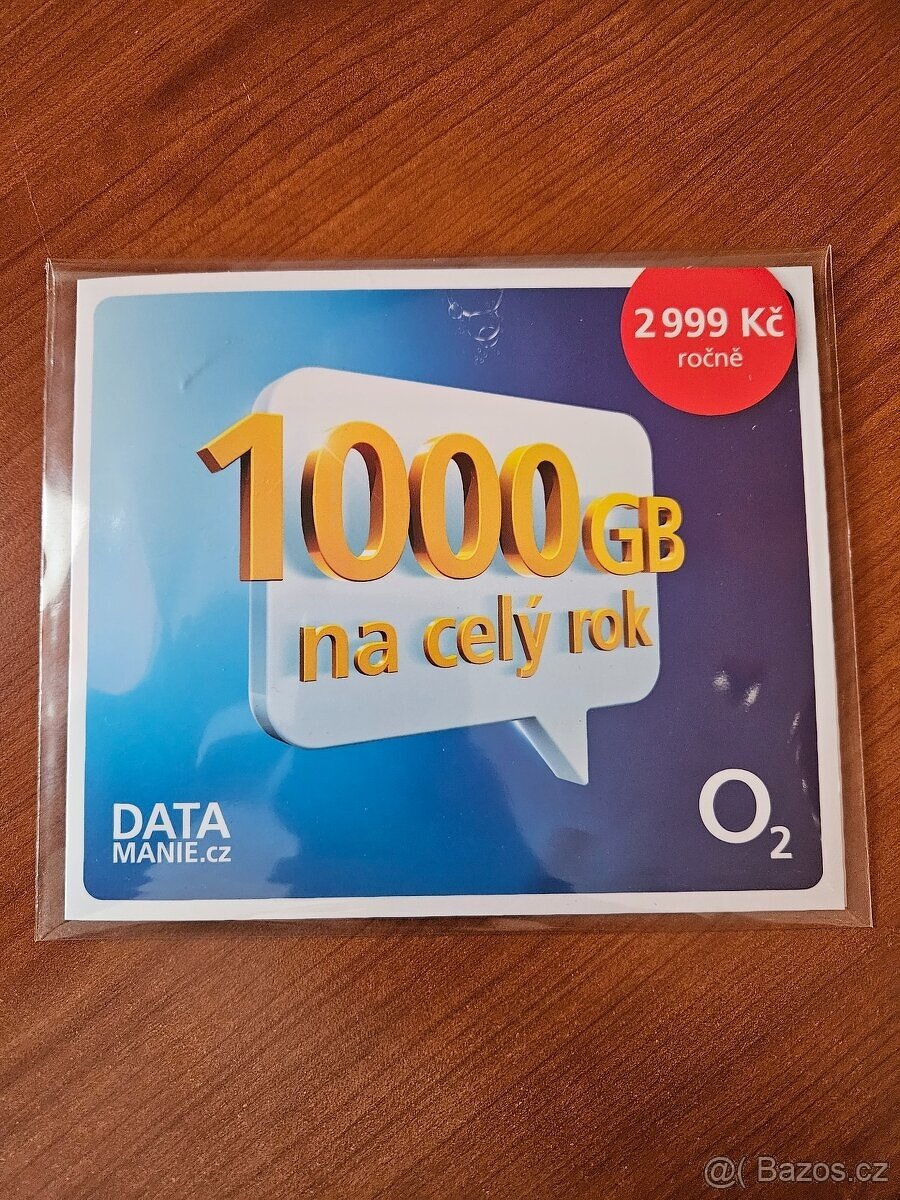 2 999 Kč
ročně
1000GB
na celý rok
DATA
MANIE.cz
O2
@( Bazos.cz